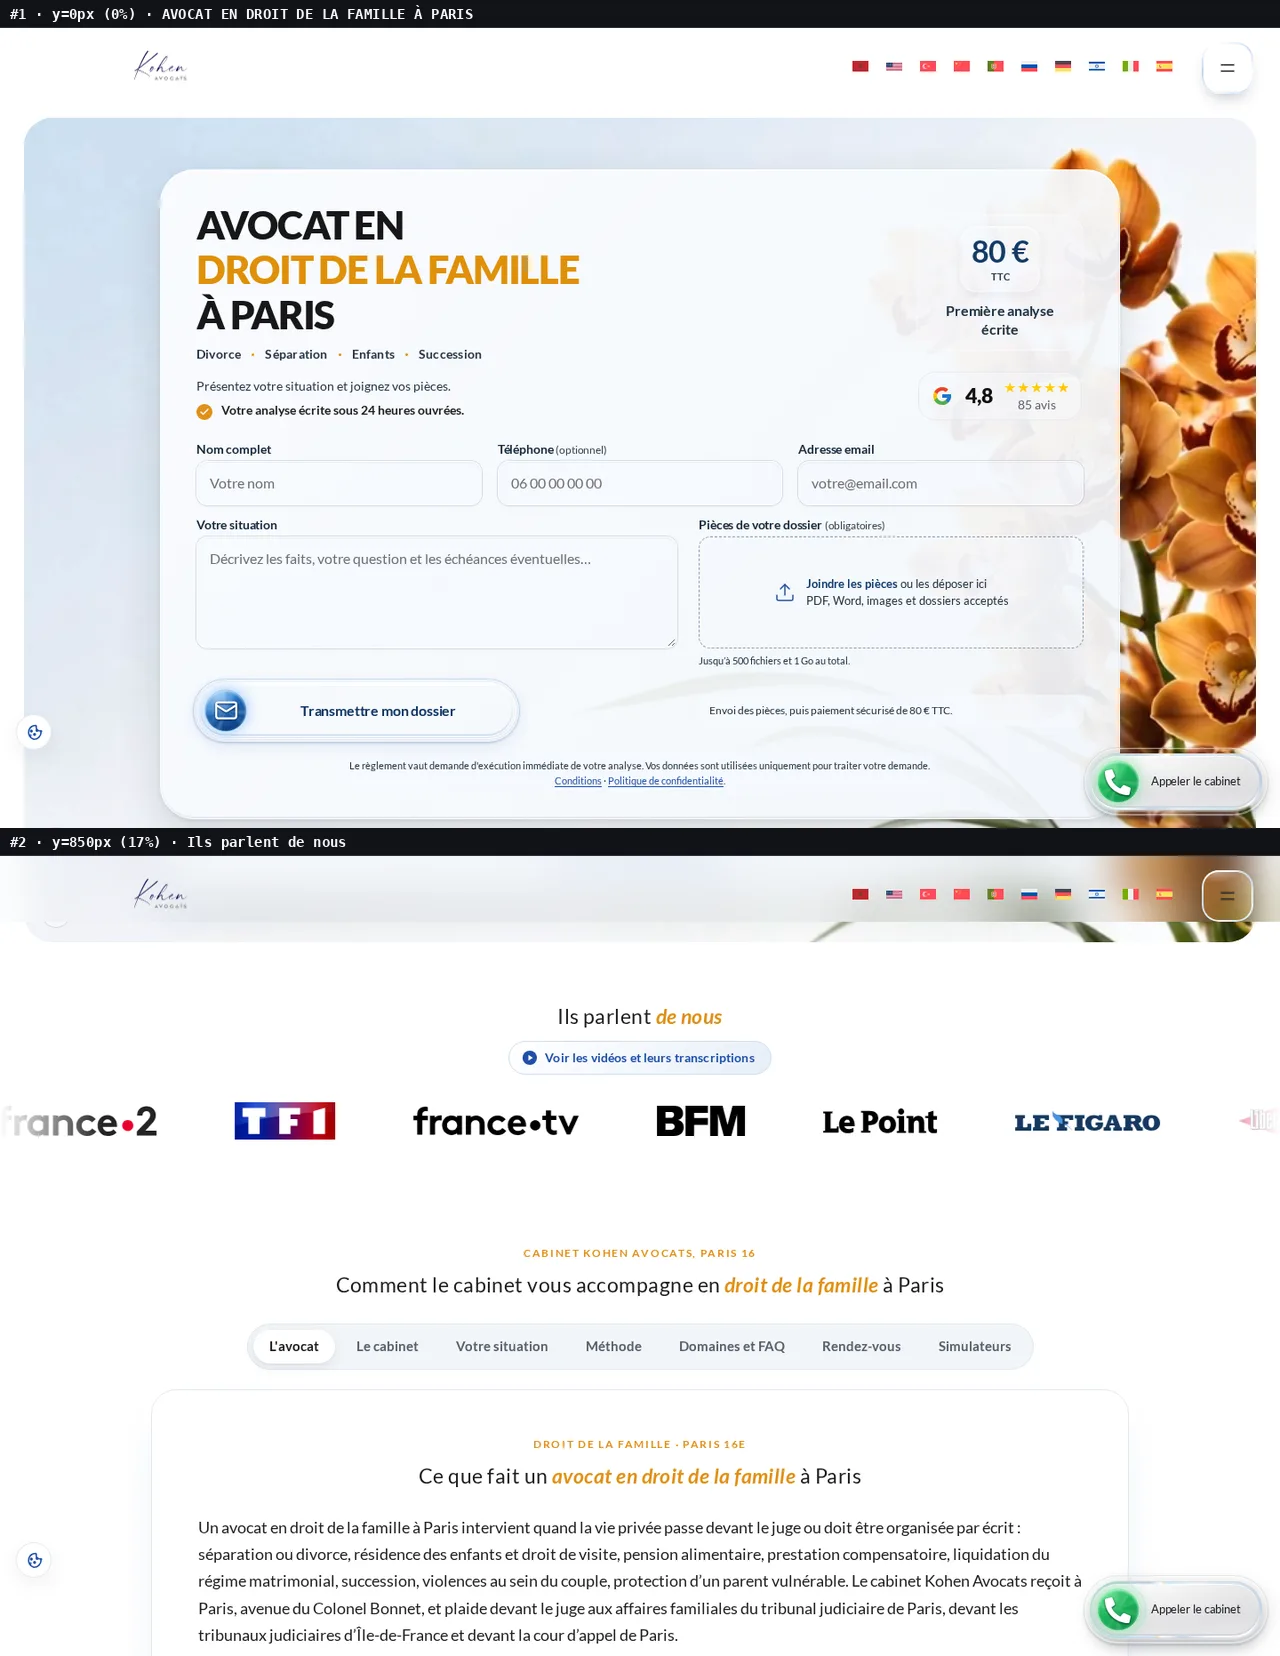 #1 · y=0px (0%) · AVOCAT EN DROIT DE LA FAMILLE À PARIS
Kohen
AVOCATS
AVOCAT EN
DROIT DE LA FAMILLE
À PARIS
Divorce • Séparation • Enfants • Succession
Présentez votre situation et joignez vos pièces.
Votre analyse écrite sous 24 heures ouvrées.
80 €
TTC
Première analyse
écrite
4,8 ★★★★★
85 avis
Nom complet
Téléphone (optionnel)
Adresse email
Votre nom
06 00 00 00 00
votre@email.com
Votre situation
Pièces de votre dossier (obligatoires)
Décrivez les faits, votre question et les échéances éventuelles…
Joindre les pièces ou les déposer ici
PDF, Word, images et dossiers acceptés
Jusqu'à 500 fichiers et 1 Go au total.
Transmettre mon dossier
Envoi des pièces, puis paiement sécurisé de 80 € TTC.
Le règlement vaut demande d'exécution immédiate de votre analyse. Vos données sont utilisées uniquement pour traiter votre demande.
Conditions · Politique de confidentialité.
Appeler le cabinet
#2 · y=850px (17%) · Ils parlent de nous
Kohen
AVOCATS
Ils parlent de nous
Voir les vidéos et leurs transcriptions
france•2
TF1
france•tv
BFM
Le Point
LE FIGARO
CABINET KOHEN AVOCATS, PARIS 16
Comment le cabinet vous accompagne en droit de la famille à Paris
L'avocat
Le cabinet
Votre situation
Méthode
Domaines et FAQ
Rendez-vous
Simulateurs
DROIT DE LA FAMILLE · PARIS 16E
Ce que fait un avocat en droit de la famille à Paris
Un avocat en droit de la famille à Paris intervient quand la vie privée passe devant le juge ou doit être organisée par écrit :
séparation ou divorce, résidence des enfants et droit de visite, pension alimentaire, prestation compensatoire, liquidation du
régime matrimonial, succession, violences au sein du couple, protection d’un parent vulnérable. Le cabinet Kohen Avocats reçoit à
Paris, avenue du Colonel Bonnet, et plaide devant le juge aux affaires familiales du tribunal judiciaire de Paris, devant les
tribunaux judiciaires d’Île-de-France et devant la cour d’appel de Paris.
Appeler le cabinet